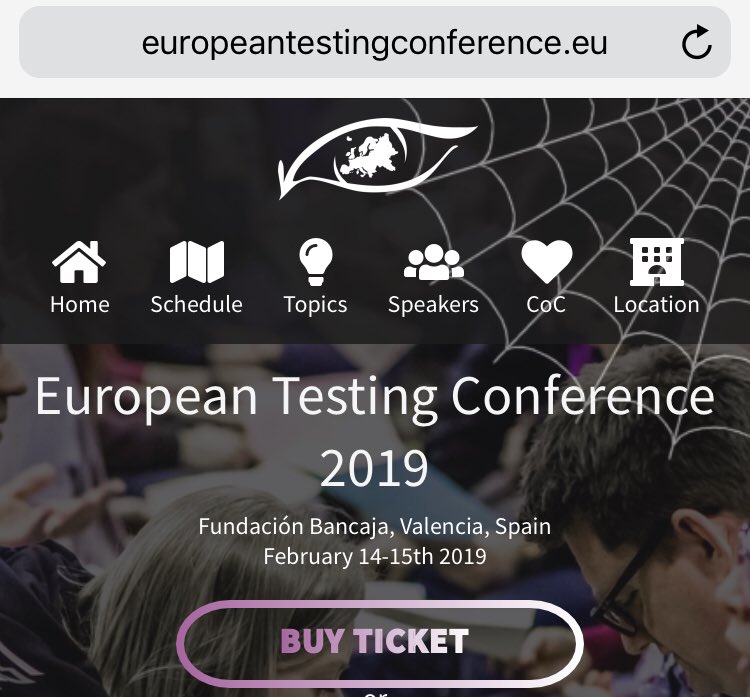 europeantestingconference.eu
Home Schedule Topics Speakers CoC Location
European Testing Conference
2019
Fundación Bancaja, Valencia, Spain
February 14-15th 2019
BUY TICKET
or